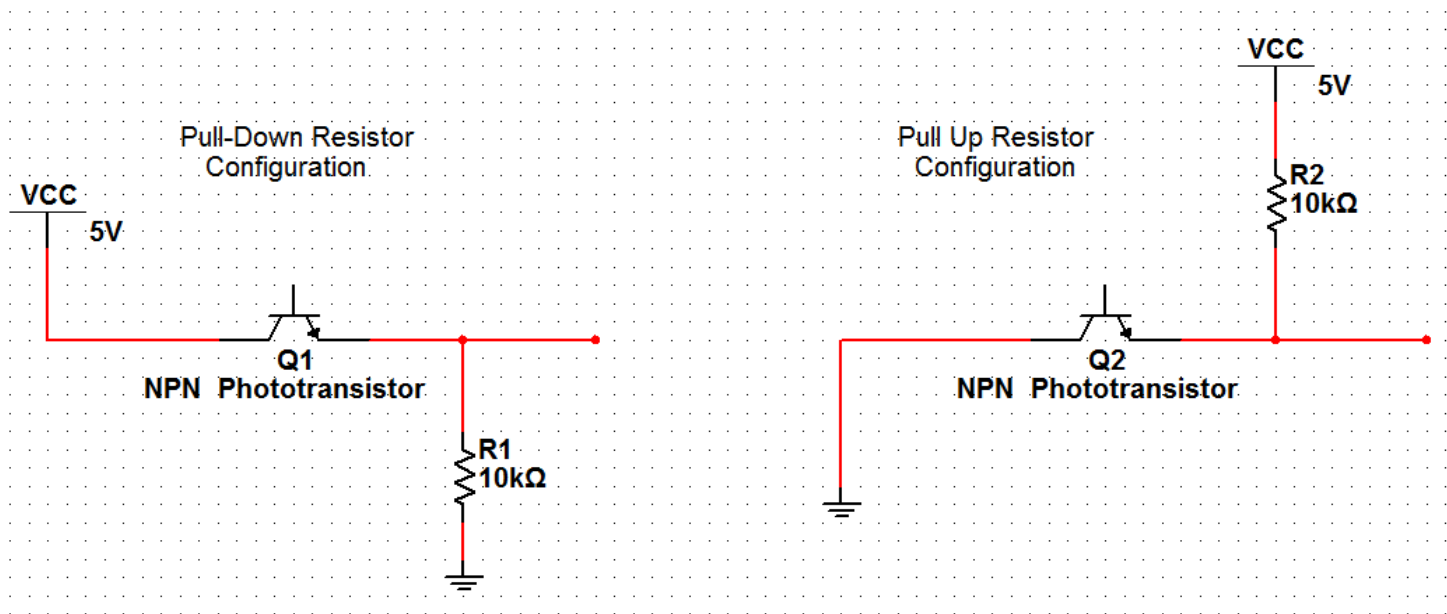 Pull-Down Resistor
Configuration
VCC
5V
Q1
NPN Phototransistor
R1
10kΩ
VCC
5V
Pull Up Resistor
Configuration
R2
10kΩ
Q2
NPN Phototransistor